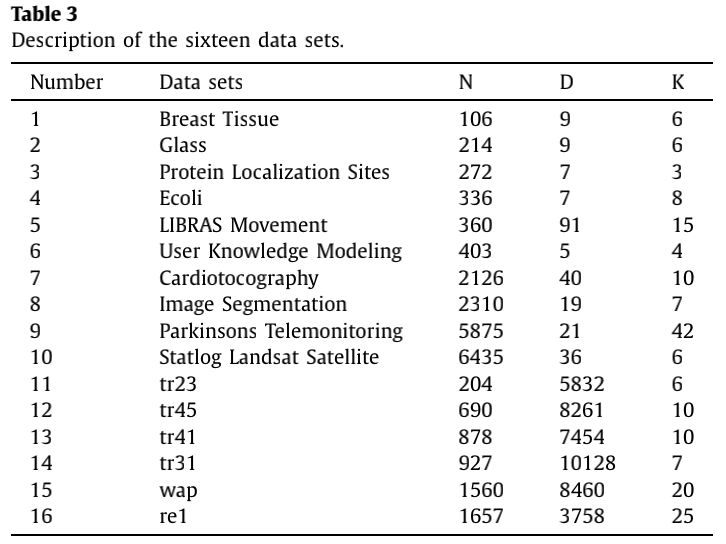 Table 3
Description of the sixteen data sets.
Number Data sets N D K
1 Breast Tissue 106 9 6
2 Glass 214 9 6
3 Protein Localization Sites 272 7 3
4 Ecoli 336 7 8
5 LIBRAS Movement 360 91 15
6 User Knowledge Modeling 403 5 4
7 Cardiotocography 2126 40 10
8 Image Segmentation 2310 19 7
9 Parkinsons Telemonitoring 5875 21 42
10 Statlog Landsat Satellite 6435 36 6
11 tr23 204 5832 6
12 tr45 690 8261 10
13 tr41 878 7454 10
14 tr31 927 10128 7
15 wap 1560 8460 20
16 re1 1657 3758 25